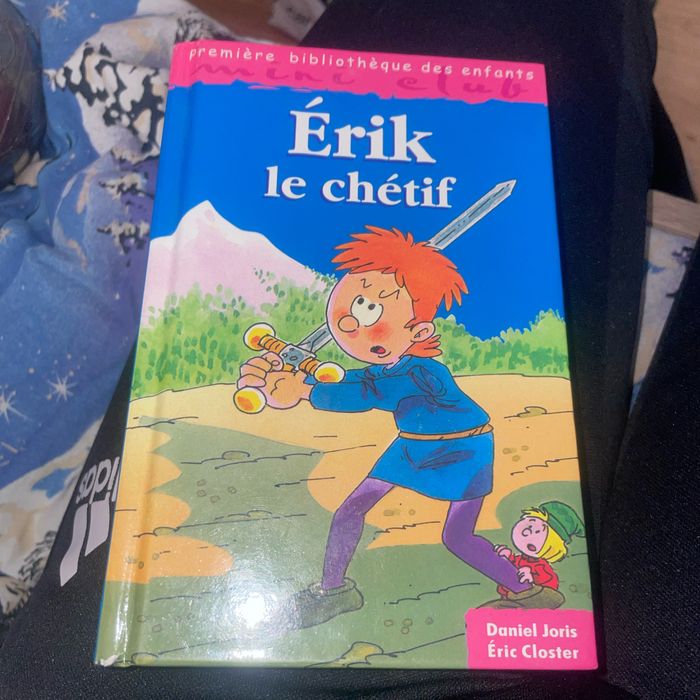 première bibliothèque des enfants
mini club
Érik
le chétif
Daniel Joris
Éric Closter